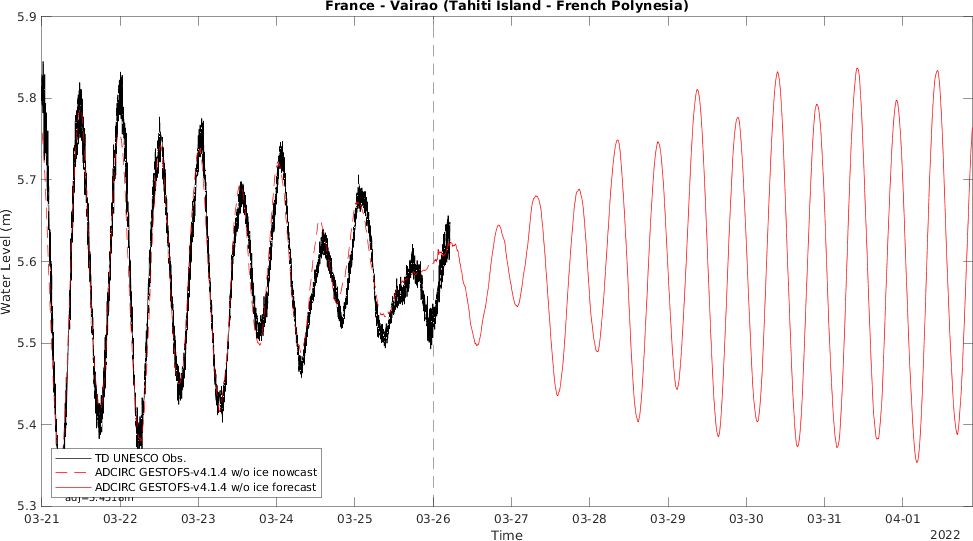 France - Vairao (Tahiti Island - French Polynesia)
5.9
5.8
5.7
5.6
5.5
5.4
5.3
Water Level (m)
TD UNESCO Obs.
ADCIRC GESTOFS-v4.1.4 w/o ice nowcast
ADCIRC GESTOFS-v4.1.4 w/o ice forecast
03-21 03-22 03-23 03-24 03-25 03-26 03-27 03-28 03-29 03-30 03-31 04-01
Time
2022